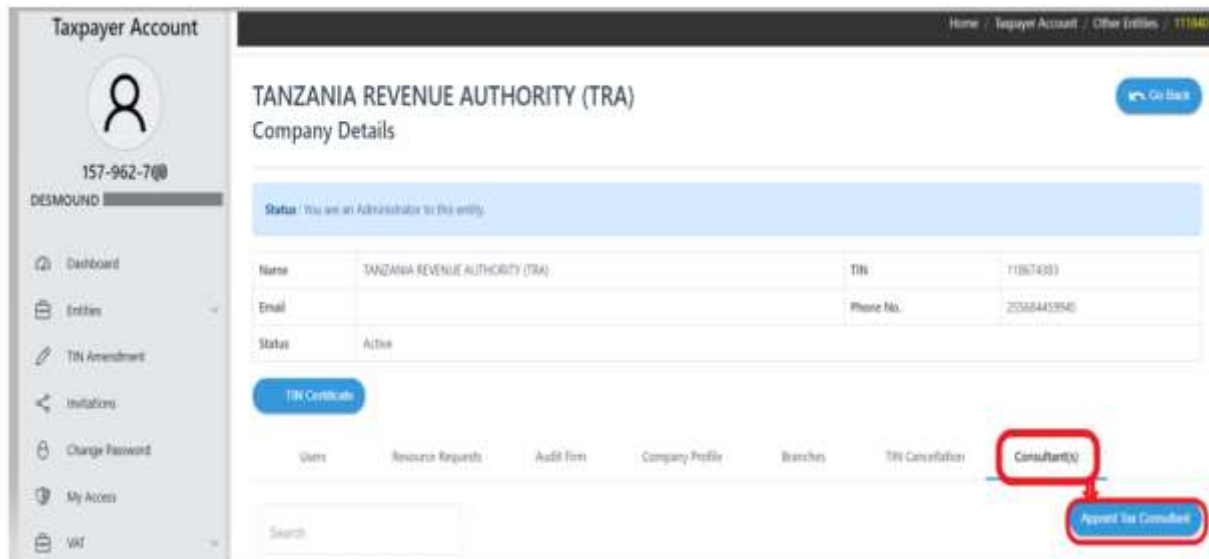 Taxpayer Account
Home / Taxpayer Account / Other Entities /
TANZANIA REVENUE AUTHORITY (TRA)
Go Back
Company Details
DESMOUND
Status : You are an Administrator to this entity.
Dashboard
Name TANZANIA REVENUE AUTHORITY (TRA) TIN
Entities
Email Phone No.
TIN Amendment
Status Active
TIN Certificate
Invitations
Change Password
Users Resource Requests Audit Firm Company Profile Branches TIN Cancellation Consultant(s)
My Access
Appoint Tax Consultant
VAT
Search